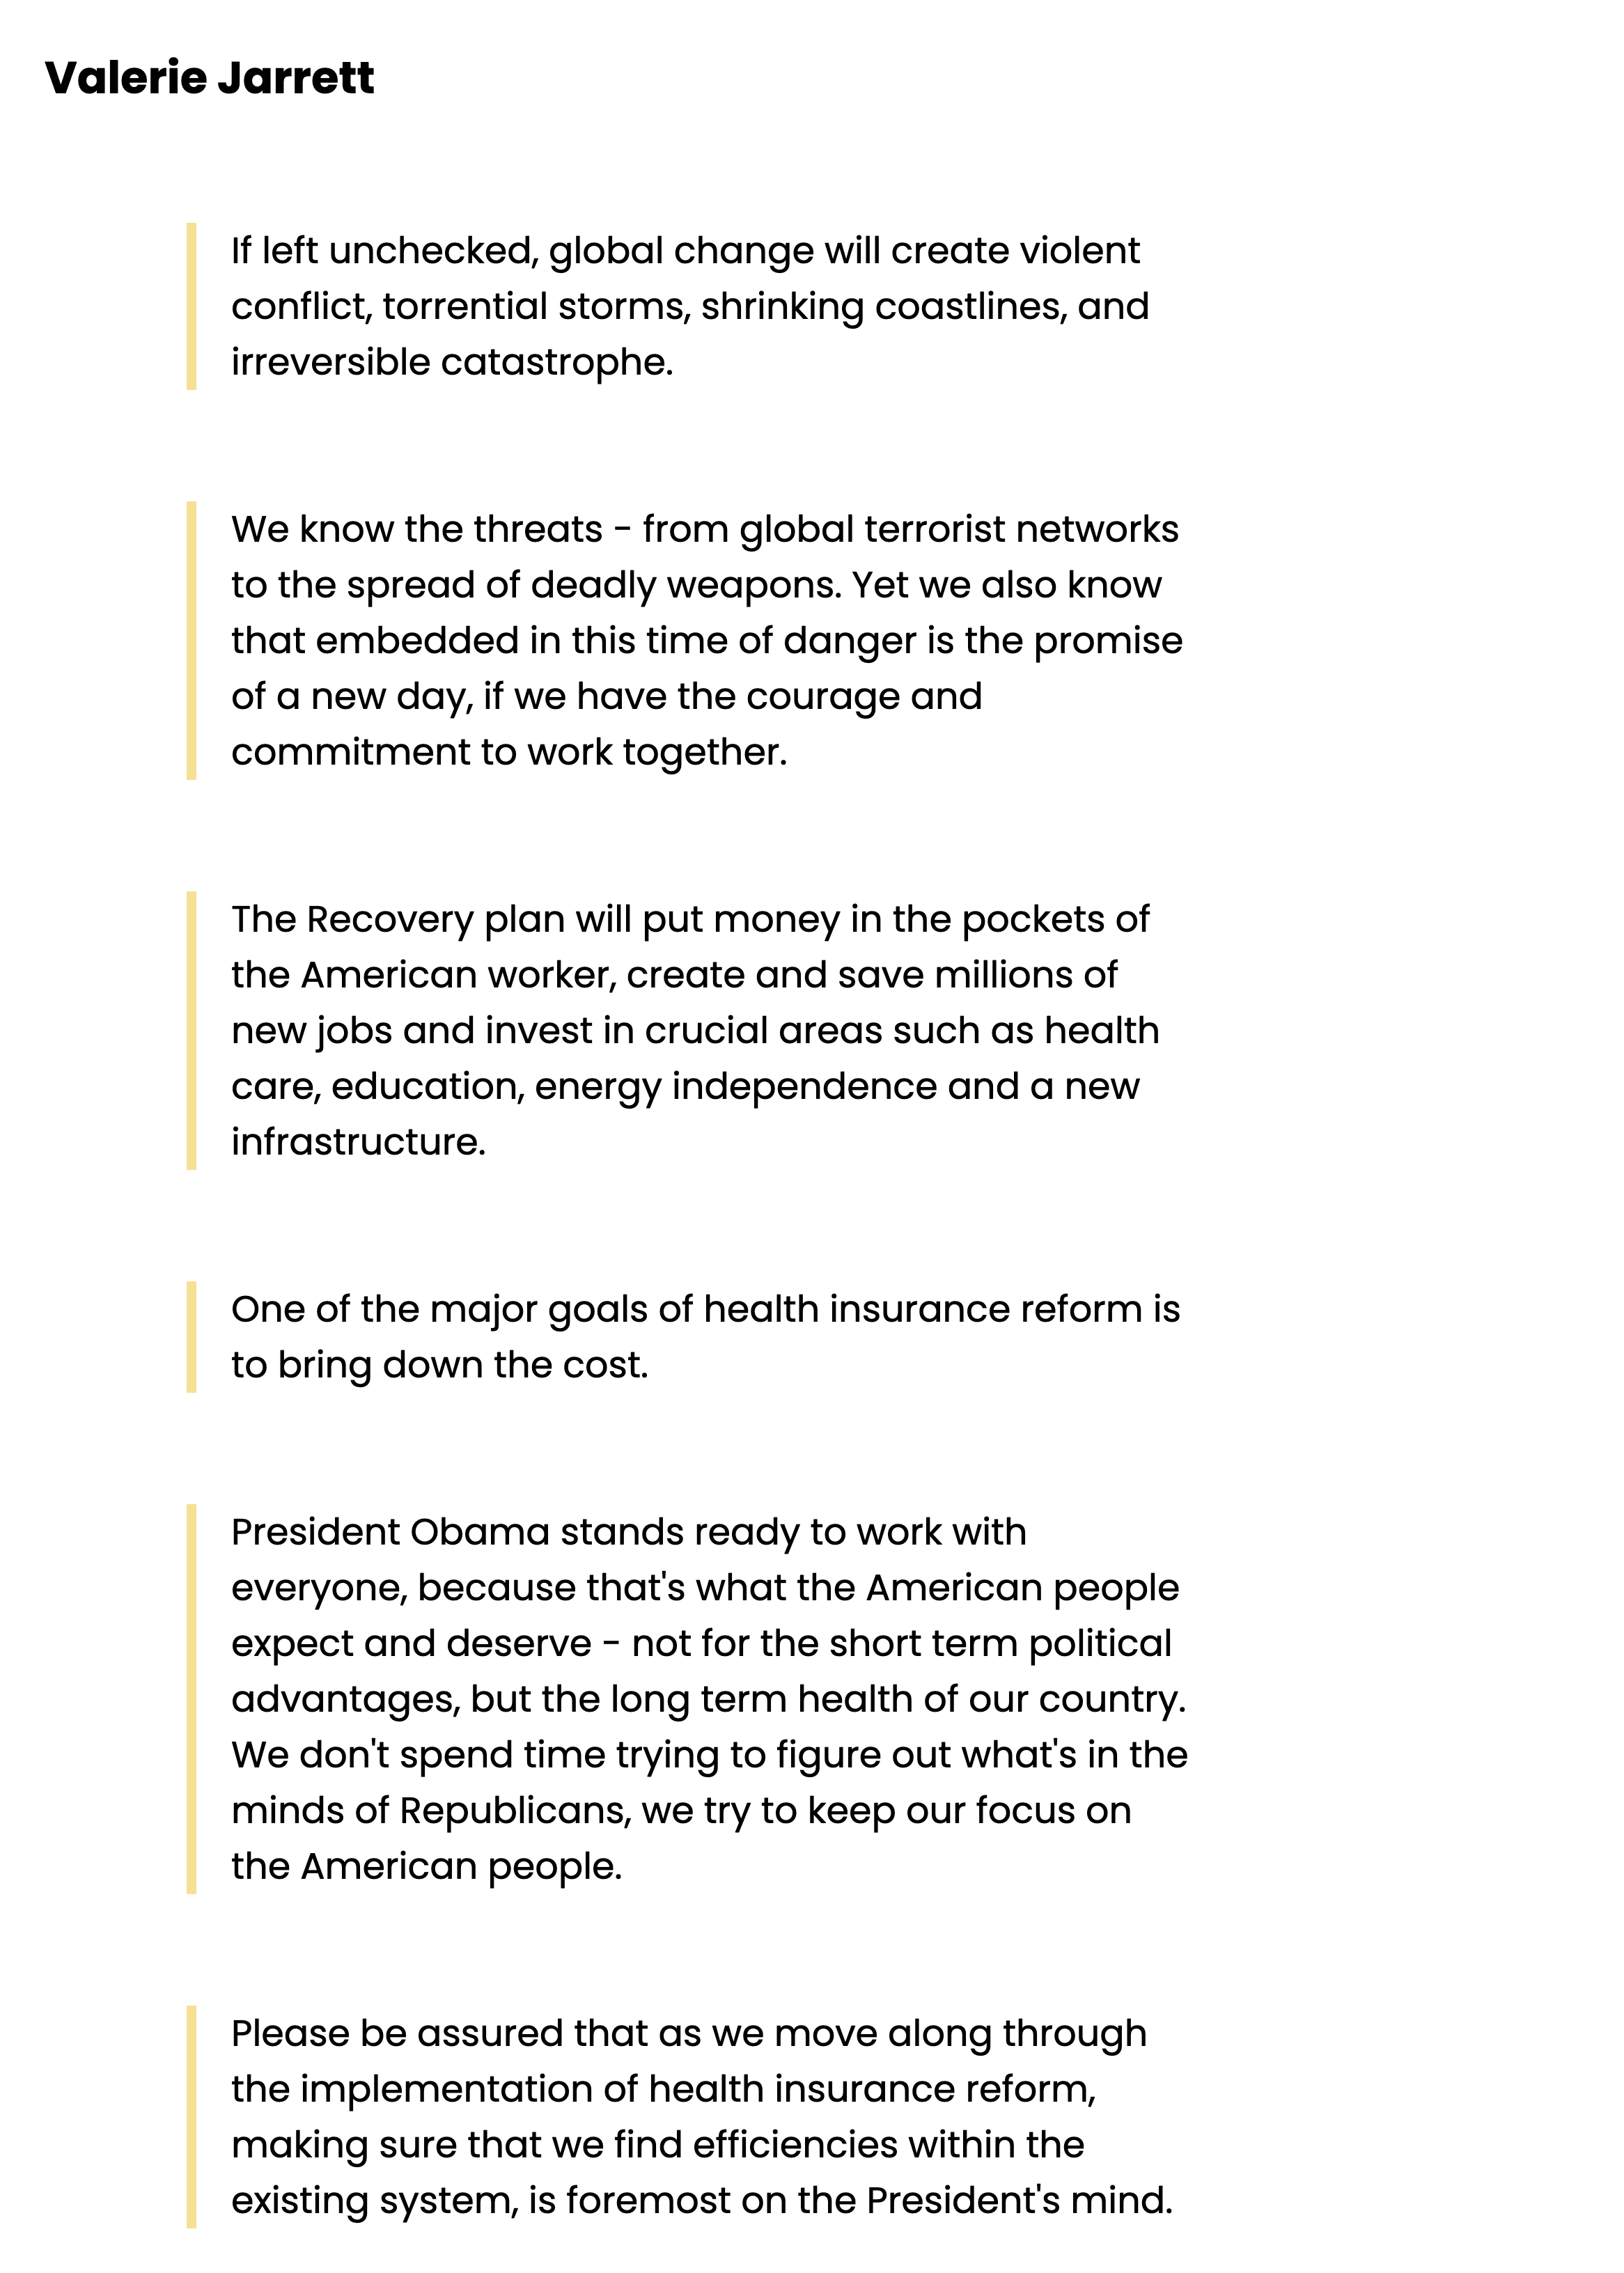 Valerie Jarrett
If left unchecked, global change will create violent
conflict, torrential storms, shrinking coastlines, and
irreversible catastrophe.
We know the threats - from global terrorist networks
to the spread of deadly weapons. Yet we also know
that embedded in this time of danger is the promise
of a new day, if we have the courage and
commitment to work together.
The Recovery plan will put money in the pockets of
the American worker, create and save millions of
new jobs and invest in crucial areas such as health
care, education, energy independence and a new
infrastructure.
One of the major goals of health insurance reform is
to bring down the cost.
President Obama stands ready to work with
everyone, because that's what the American people
expect and deserve - not for the short term political
advantages, but the long term health of our country.
We don't spend time trying to figure out what's in the
minds of Republicans, we try to keep our focus on
the American people.
Please be assured that as we move along through
the implementation of health insurance reform,
making sure that we find efficiencies within the
existing system, is foremost on the President's mind.